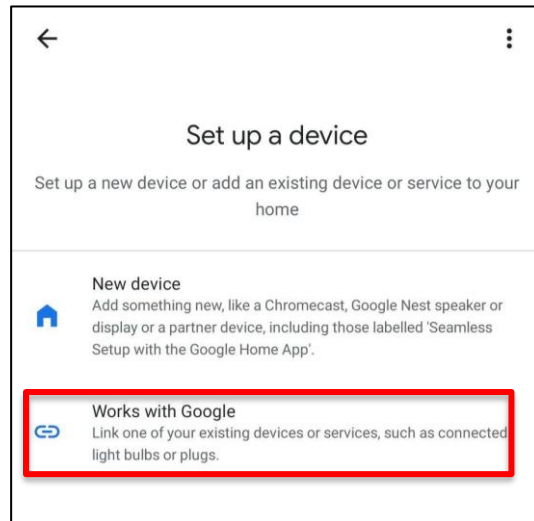 Set up a device
Set up a new device or add an existing device or service to your
home
New device
Add something new, like a Chromecast, Google Nest speaker or
display or a partner device, including those labelled 'Seamless
Setup with the Google Home App'.
Works with Google
Link one of your existing devices or services, such as connected
light bulbs or plugs.